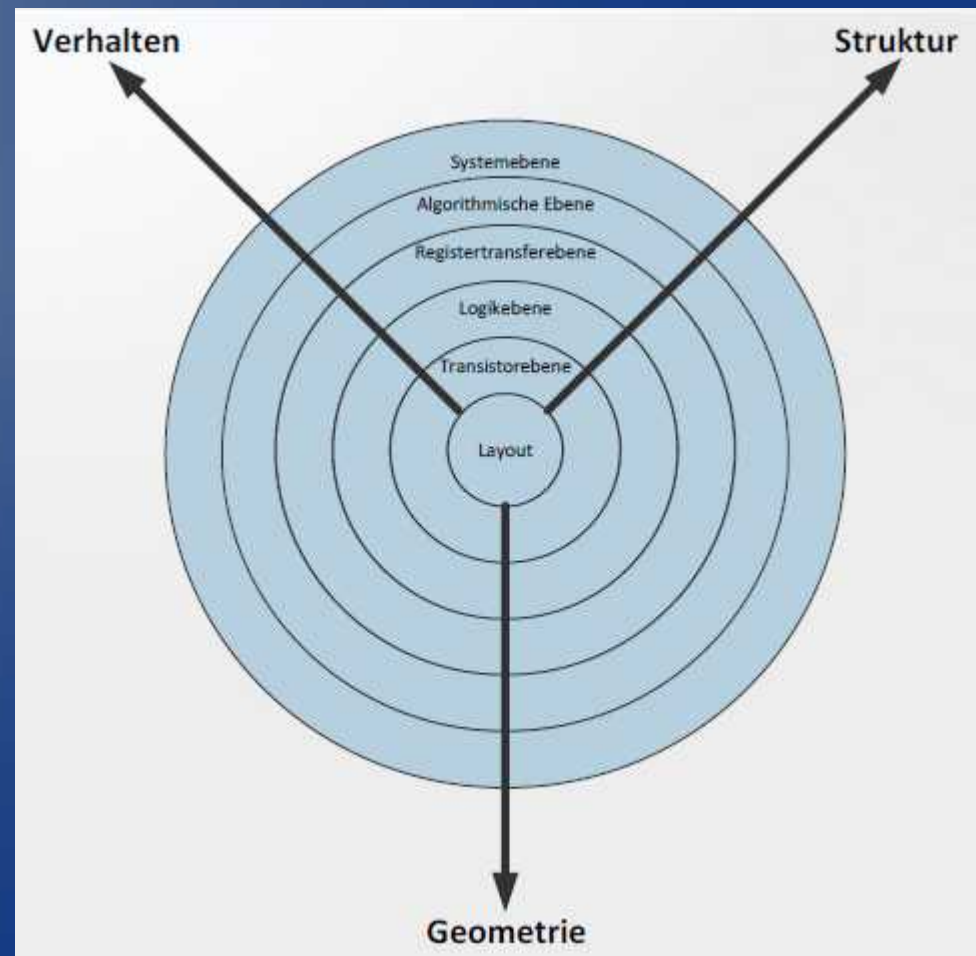 Verhalten
Struktur
Systemebene
Algorithmische Ebene
Registertransferebene
Logikebene
Transistorebene
Layout
Geometrie